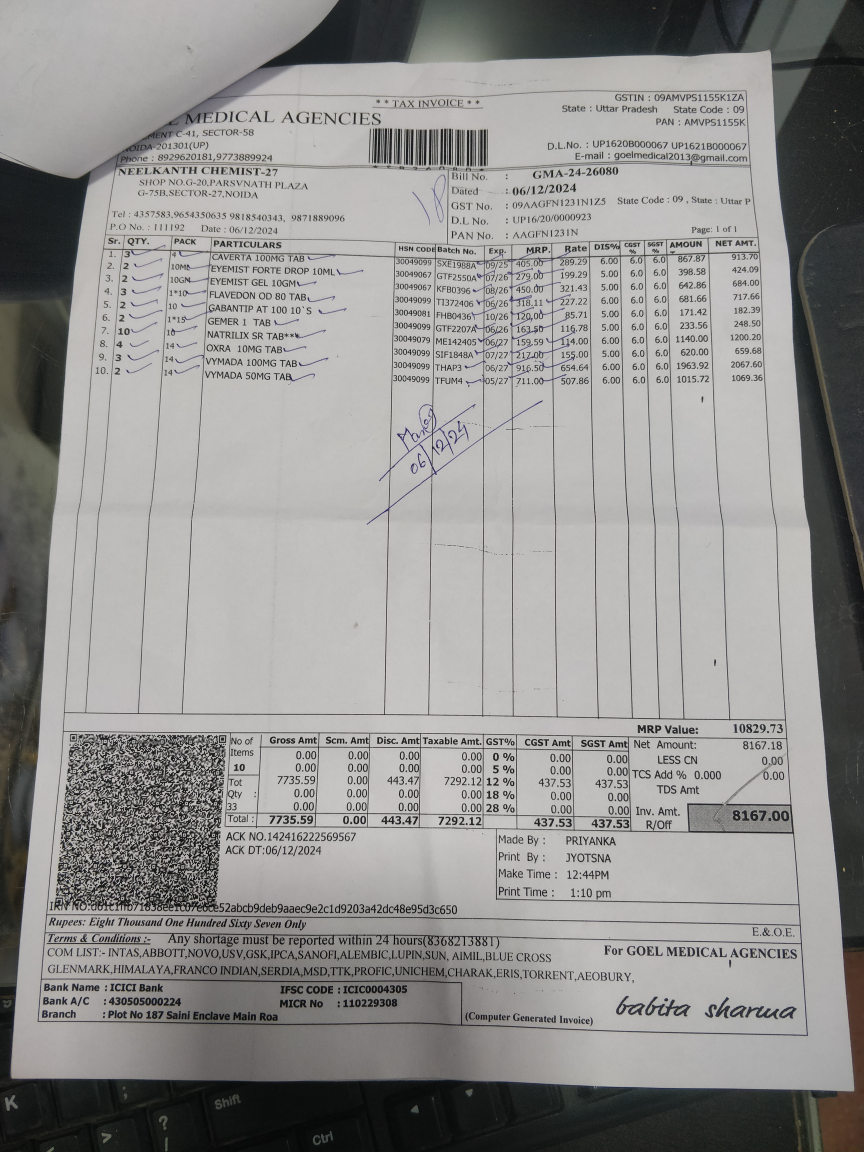 * * TAX INVOICE * *
GSTIN : 09AMVPS1155K1ZA
State : Uttar Pradesh State Code : 09
PAN : AMVPS1155K
EL MEDICAL AGENCIES
MENT C-41, SECTOR-58
NOIDA-201301(UP)
Phone : 8929620181,9773889924
D.L.No. : UP1620B000067 UP1621B000067
E-mail : goelmedical2013@gmail.com
NEELKANTH CHEMIST-27
SHOP NO.G-20,PARSVNATH PLAZA
G-75B,SECTOR-27,NOIDA
Tel : 4357583,9654350635 9818540343, 9871889096
P.O No. : 111192 Date : 06/12/2024
18
Bill No. : GMA-24-26080
Dated : 06/12/2024
GST No. : 09AAGFN1231N1Z5 State Code : 09 , State : Uttar P
D.L No. : UP16/20/0000923
PAN No. : AAGFN1231N Page: 1 of 1
Sr. QTY. PACK PARTICULARS HSN CODE Batch No. Exp. MRP. Rate DIS% CGST % SGST % AMOUN NET AMT.
1. 3 4 CAVERTA 100MG TAB 30049099 SXE1988A 09/25 405.00 289.29 6.00 6.0 6.0 867.87 913.70
2. 2 10ML EYEMIST FORTE DROP 10ML 30049067 GTF2550A 07/26 279.00 199.29 5.00 6.0 6.0 398.58 424.09
3. 2 10GM EYEMIST GEL 10GM 30049067 KFB0396 08/26 450.00 321.43 5.00 6.0 6.0 642.86 684.00
4. 3 1*10 FLAVEDON OD 80 TAB 30049099 TI372406 06/26 318.11 227.22 6.00 6.0 6.0 681.66 717.66
5. 2 10 GABANTIP AT 100 10`S 30049081 FHB0436 10/26 120.00 85.71 5.00 6.0 6.0 171.42 182.39
6. 2 1*15 GEMER 1 TAB 30049099 GTF2207A 06/26 163.50 116.78 5.00 6.0 6.0 233.56 248.50
7. 10 10 NATRILIX SR TAB*** 30049079 ME142405 06/27 159.59 114.00 6.00 6.0 6.0 1140.00 1200.20
8. 4 14 OXRA 10MG TAB 30049099 SIF1848A 07/27 217.00 155.00 5.00 6.0 6.0 620.00 659.68
9. 3 14 VYMADA 100MG TAB 30049099 THAP3 06/27 916.50 654.64 6.00 6.0 6.0 1963.92 2067.60
10. 2 14 VYMADA 50MG TAB 30049099 TFUM4 05/27 711.00 507.86 6.00 6.0 6.0 1015.72 1069.36
06/12/24
MRP Value: 10829.73
No of Items 10 Tot Qty : 33
Gross Amt Scm. Amt Disc. Amt Taxable Amt. GST% CGST Amt SGST Amt
0.00 0.00 0.00 0.00 0 % 0.00 0.00
0.00 0.00 0.00 0.00 5 % 0.00 0.00
7735.59 0.00 443.47 7292.12 12 % 437.53 437.53
0.00 0.00 0.00 0.00 18 % 0.00 0.00
0.00 0.00 0.00 0.00 28 % 0.00 0.00
Total : 7735.59 0.00 443.47 7292.12 437.53 437.53
Net Amount: 8167.18
LESS CN 0.00
TCS Add % 0.000 0.00
TDS Amt
Inv. Amt. R/Off 8167.00
ACK NO.142416222569567
ACK DT:06/12/2024
Made By : PRIYANKA
Print By : JYOTSNA
Make Time : 12:44PM
Print Time : 1:10 pm
Rupees: Eight Thousand One Hundred Sixty Seven Only
E.&O.E.
Terms & Conditions :- Any shortage must be reported within 24 hours(8368213881)
COM LIST:- INTAS,ABBOTT,NOVO,USV,GSK,IPCA,SANOFI,ALEMBIC,LUPIN,SUN, AIMIL,BLUE CROSS
GLENMARK,HIMALAYA,FRANCO INDIAN,SERDIA,MSD,TTK,PROFIC,UNICHEM,CHARAK,ERIS,TORRENT,AEOBURY,
For GOEL MEDICAL AGENCIES
Bank Name : ICICI Bank IFSC CODE : ICIC0004305
Bank A/C : 430505000224 MICR No : 110229308
Branch : Plot No 187 Saini Enclave Main Roa
(Computer Generated Invoice)
babita sharma
K
Shift
?
/
Ctrl